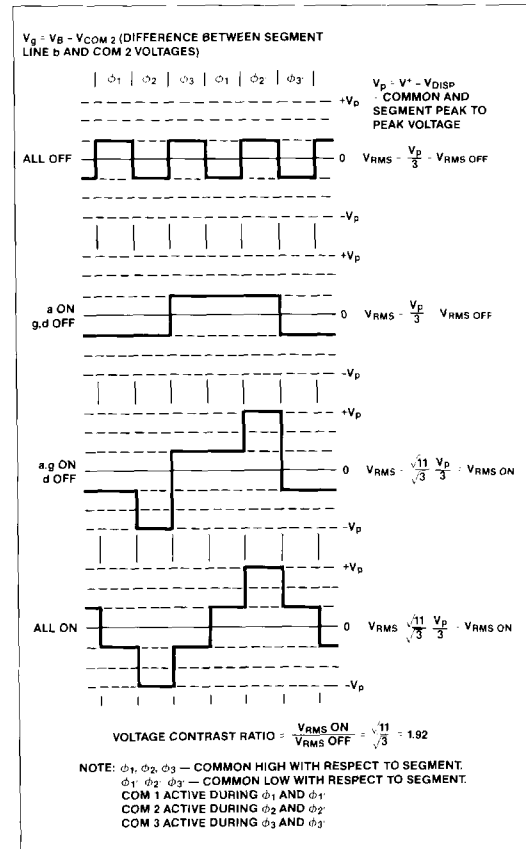 Vg = VB - VCOM 2 (DIFFERENCE BETWEEN SEGMENT
LINE b AND COM 2 VOLTAGES)
ϕ1 ϕ2 ϕ3 ϕ1 ϕ2' ϕ3'
Vp = V+ - VDISP
- COMMON AND
SEGMENT PEAK TO
PEAK VOLTAGE
+Vp
ALL OFF
0 VRMS - Vp/3 - VRMS OFF
-Vp
+Vp
a ON
g,d OFF
0 VRMS - Vp/3 VRMS OFF
-Vp
+Vp
a.g ON
d OFF
0 VRMS - √11/√3 Vp/3 - VRMS ON
-Vp
+Vp
ALL ON
0 VRMS √11/√3 Vp/3 - VRMS ON
-Vp
VOLTAGE CONTRAST RATIO = VRMS ON/VRMS OFF = √11/√3 = 1.92
NOTE: ϕ1, ϕ2, ϕ3 — COMMON HIGH WITH RESPECT TO SEGMENT.
ϕ1' ϕ2' ϕ3' — COMMON LOW WITH RESPECT TO SEGMENT.
COM 1 ACTIVE DURING ϕ1 AND ϕ1'
COM 2 ACTIVE DURING ϕ2 AND ϕ2'
COM 3 ACTIVE DURING ϕ3 AND ϕ3'